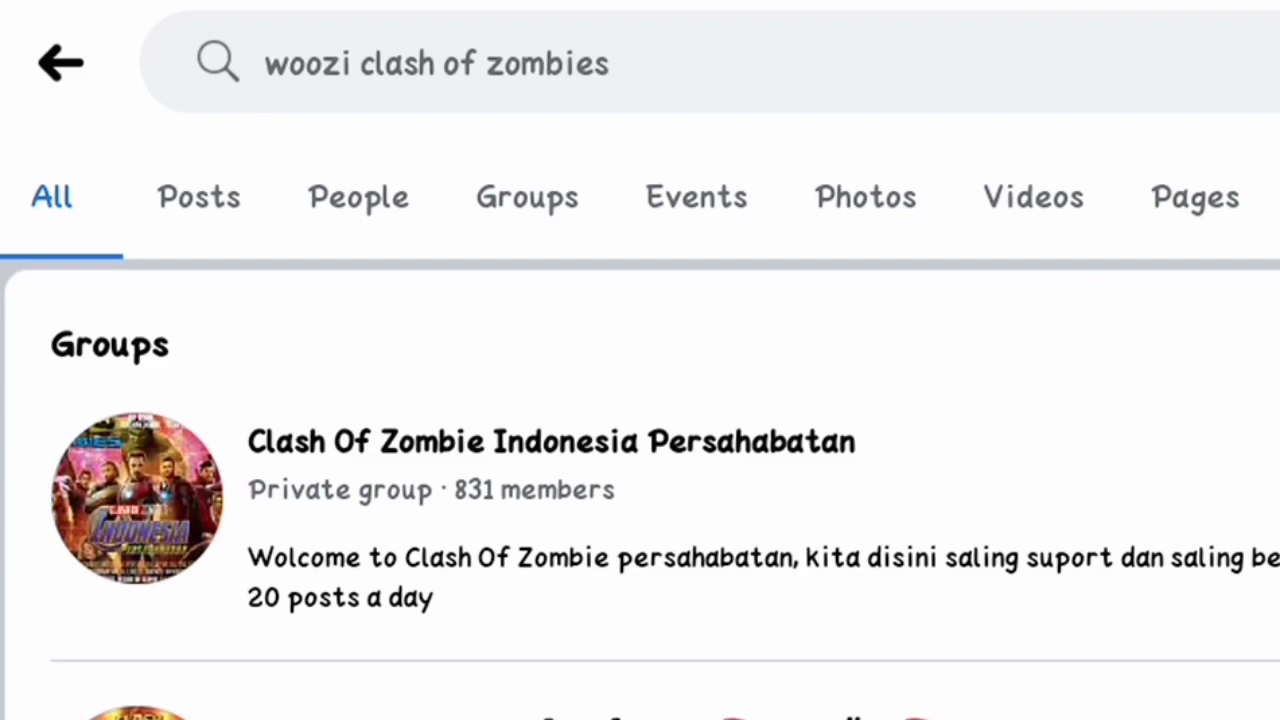 woozi clash of zombies
All Posts People Groups Events Photos Videos Pages
Groups
Clash Of Zombie Indonesia Persahabatan
Private group · 831 members
Wolcome to Clash Of Zombie persahabatan, kita disini saling suport dan saling be
20 posts a day
INDONESIA